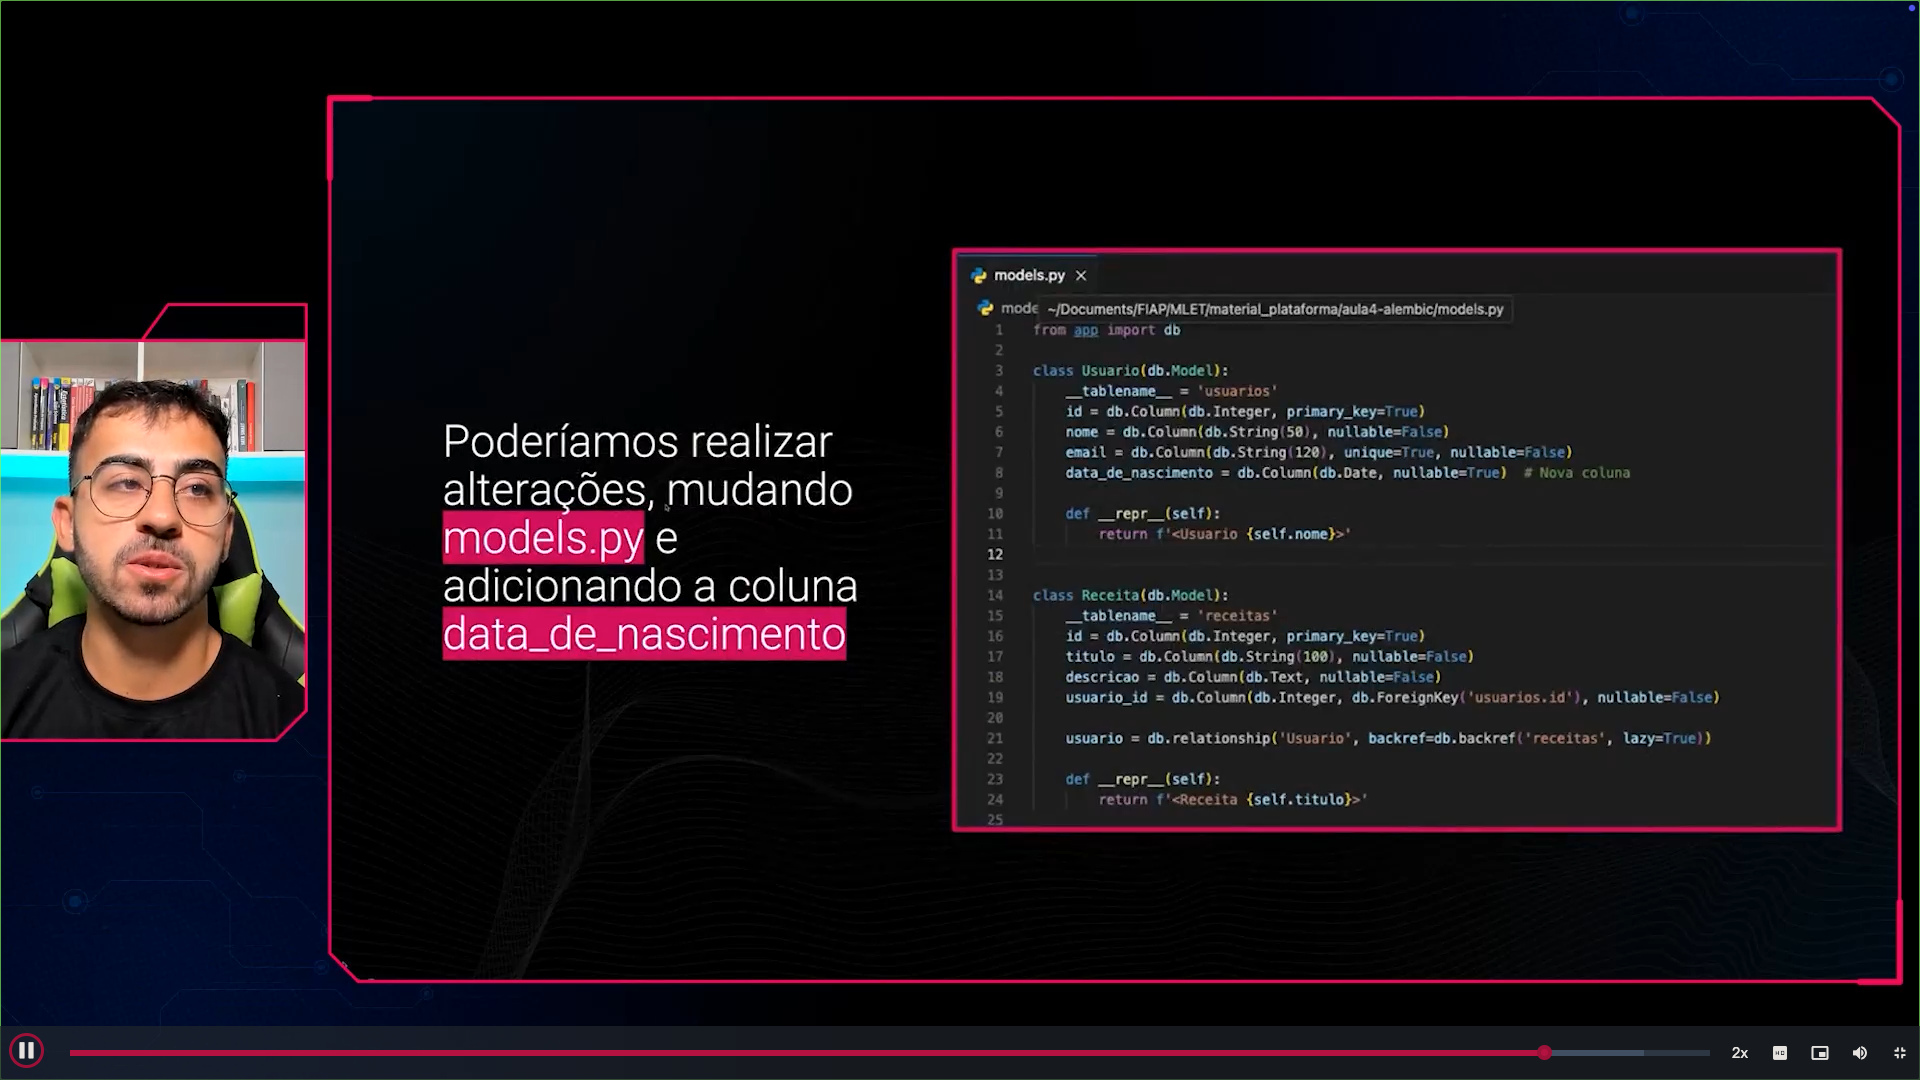 Poderíamos realizar
alterações, mudando
models.py e
adicionando a coluna
data_de_nascimento
models.py
mode
~/Documents/FIAP/MLET/material_plataforma/aula4-alembic/models.py
1 from app import db
2
3 class Usuario(db.Model):
4 __tablename__ = 'usuarios'
5 id = db.Column(db.Integer, primary_key=True)
6 nome = db.Column(db.String(50), nullable=False)
7 email = db.Column(db.String(120), unique=True, nullable=False)
8 data_de_nascimento = db.Column(db.Date, nullable=True) # Nova coluna
9
10 def __repr__(self):
11 return f'<Usuario {self.nome}>'
12
13
14 class Receita(db.Model):
15 __tablename__ = 'receitas'
16 id = db.Column(db.Integer, primary_key=True)
17 titulo = db.Column(db.String(100), nullable=False)
18 descricao = db.Column(db.Text, nullable=False)
19 usuario_id = db.Column(db.Integer, db.ForeignKey('usuarios.id'), nullable=False)
20
21 usuario = db.relationship('Usuario', backref=db.backref('receitas', lazy=True))
22
23 def __repr__(self):
24 return f'<Receita {self.titulo}>'
25
2x
HD